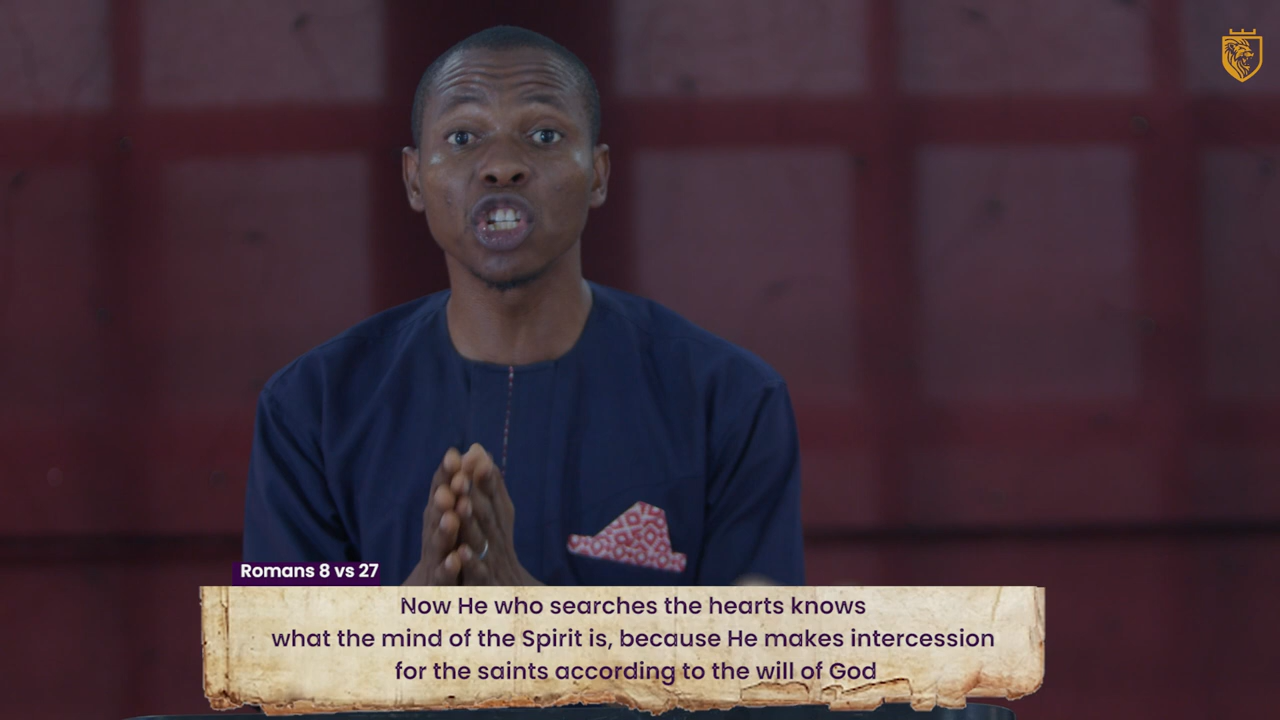 Romans 8 vs 27
Now He who searches the hearts knows
what the mind of the Spirit is, because He makes intercession
for the saints according to the will of God